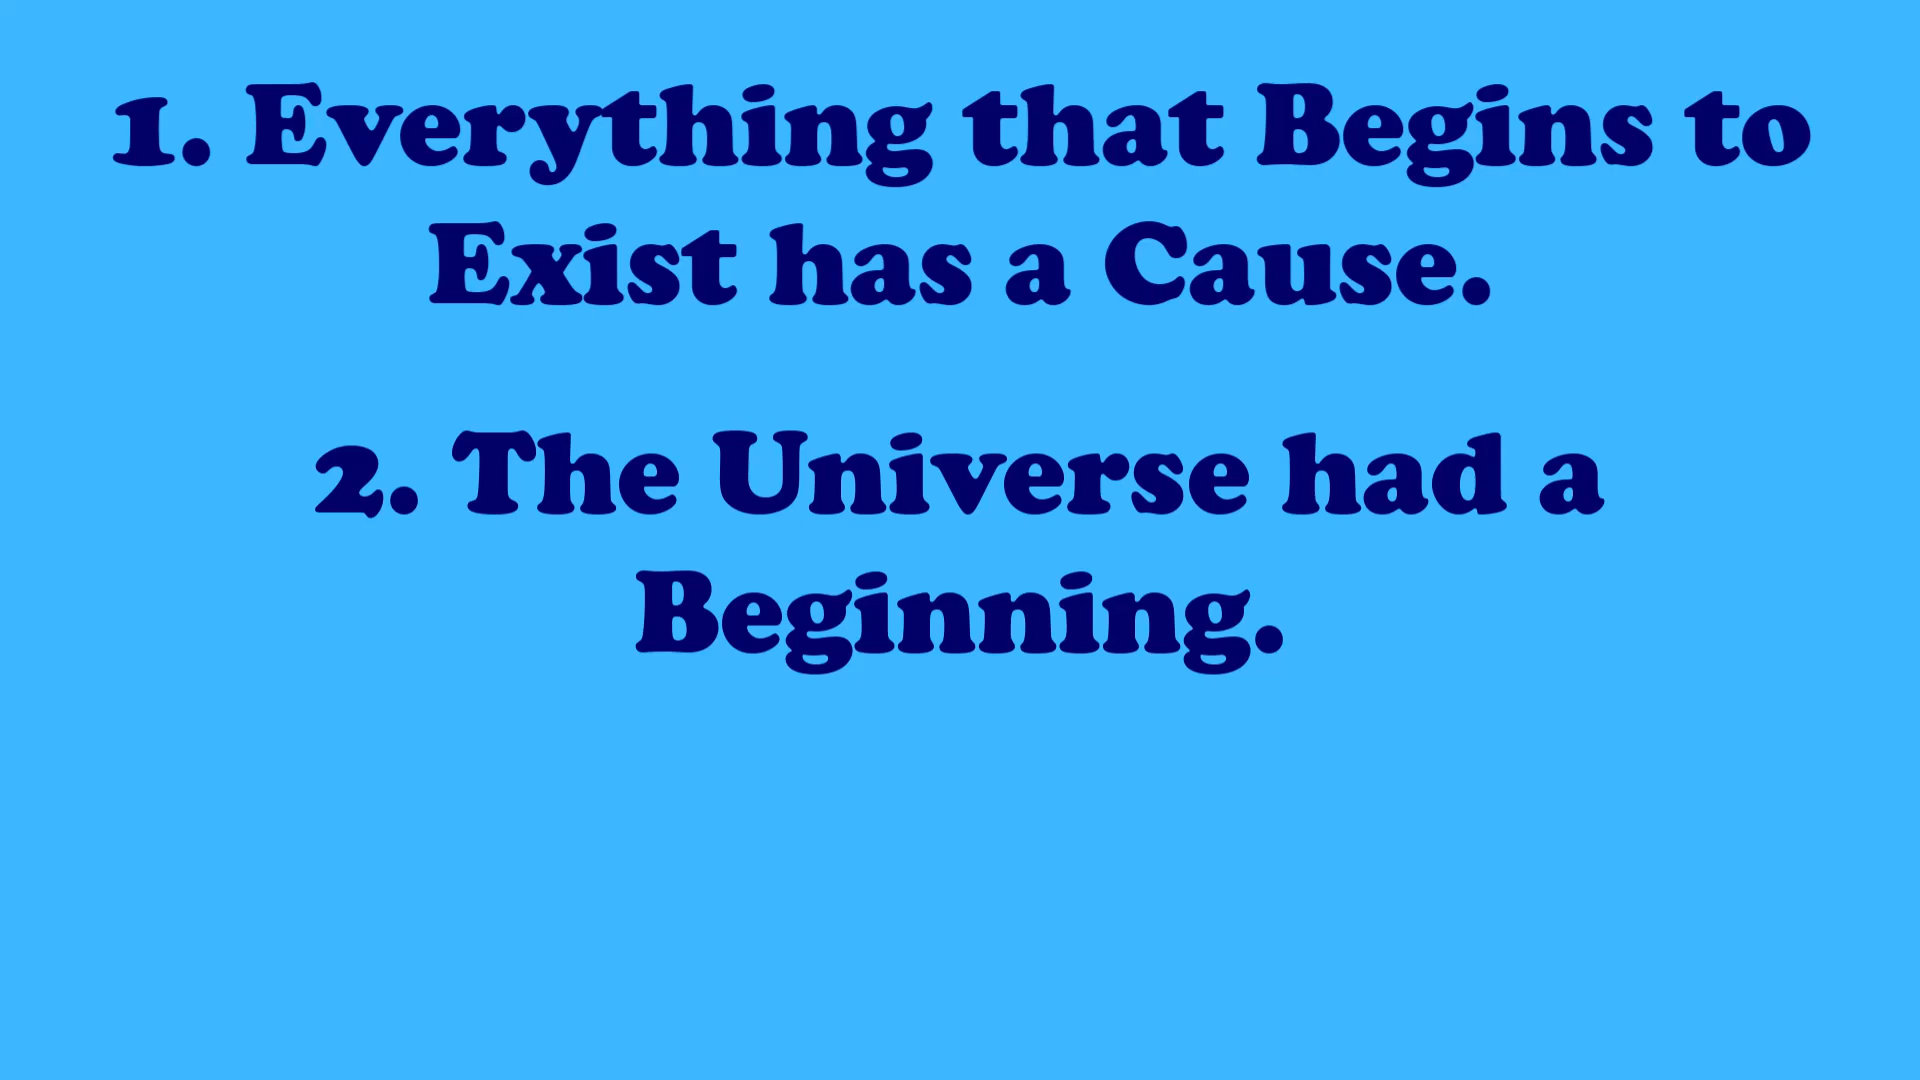 1. Everything that Begins to
Exist has a Cause.
2. The Universe had a
Beginning.